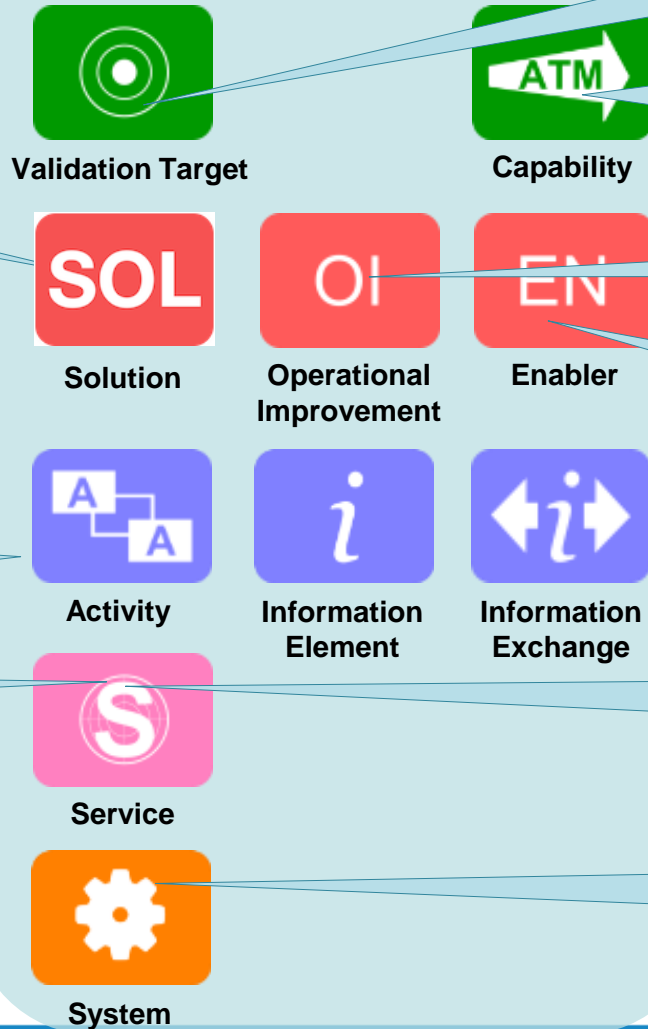 ATM
Validation Target
Capability
SOL
OI
EN
Solution
Operational
Improvement
Enabler
A
A
i
i
Activity
Information
Element
Information
Exchange
S
Service
System